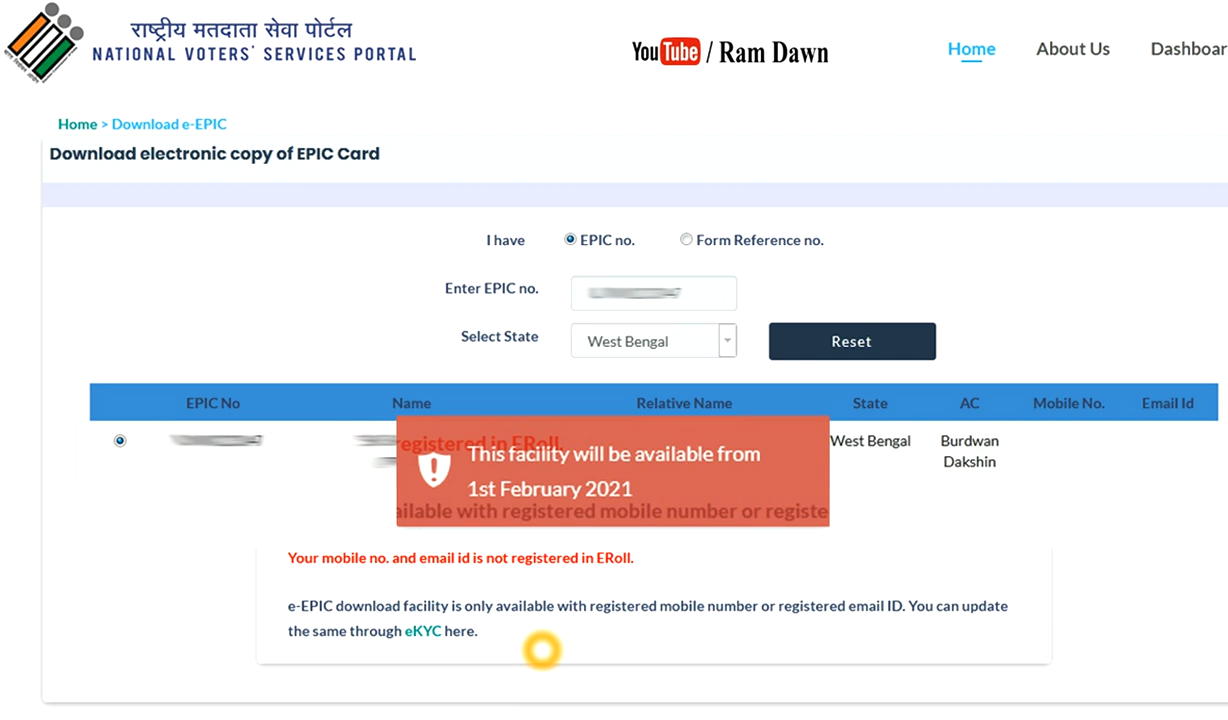 राष्ट्रीय मतदाता सेवा पोर्टल
NATIONAL VOTERS' SERVICES PORTAL
YouTube / Ram Dawn
Home About Us Dashboar
Home > Download e-EPIC
Download electronic copy of EPIC Card
I have EPIC no. Form Reference no.
Enter EPIC no.
Select State West Bengal Reset
EPIC No Name Relative Name State AC Mobile No. Email Id
West Bengal Burdwan
Dakshin
registered in ERoll.
This facility will be available from
1st February 2021
ailable with registered mobile number or registe
Your mobile no. and email id is not registered in ERoll.
e-EPIC download facility is only available with registered mobile number or registered email ID. You can update
the same through eKYC here.